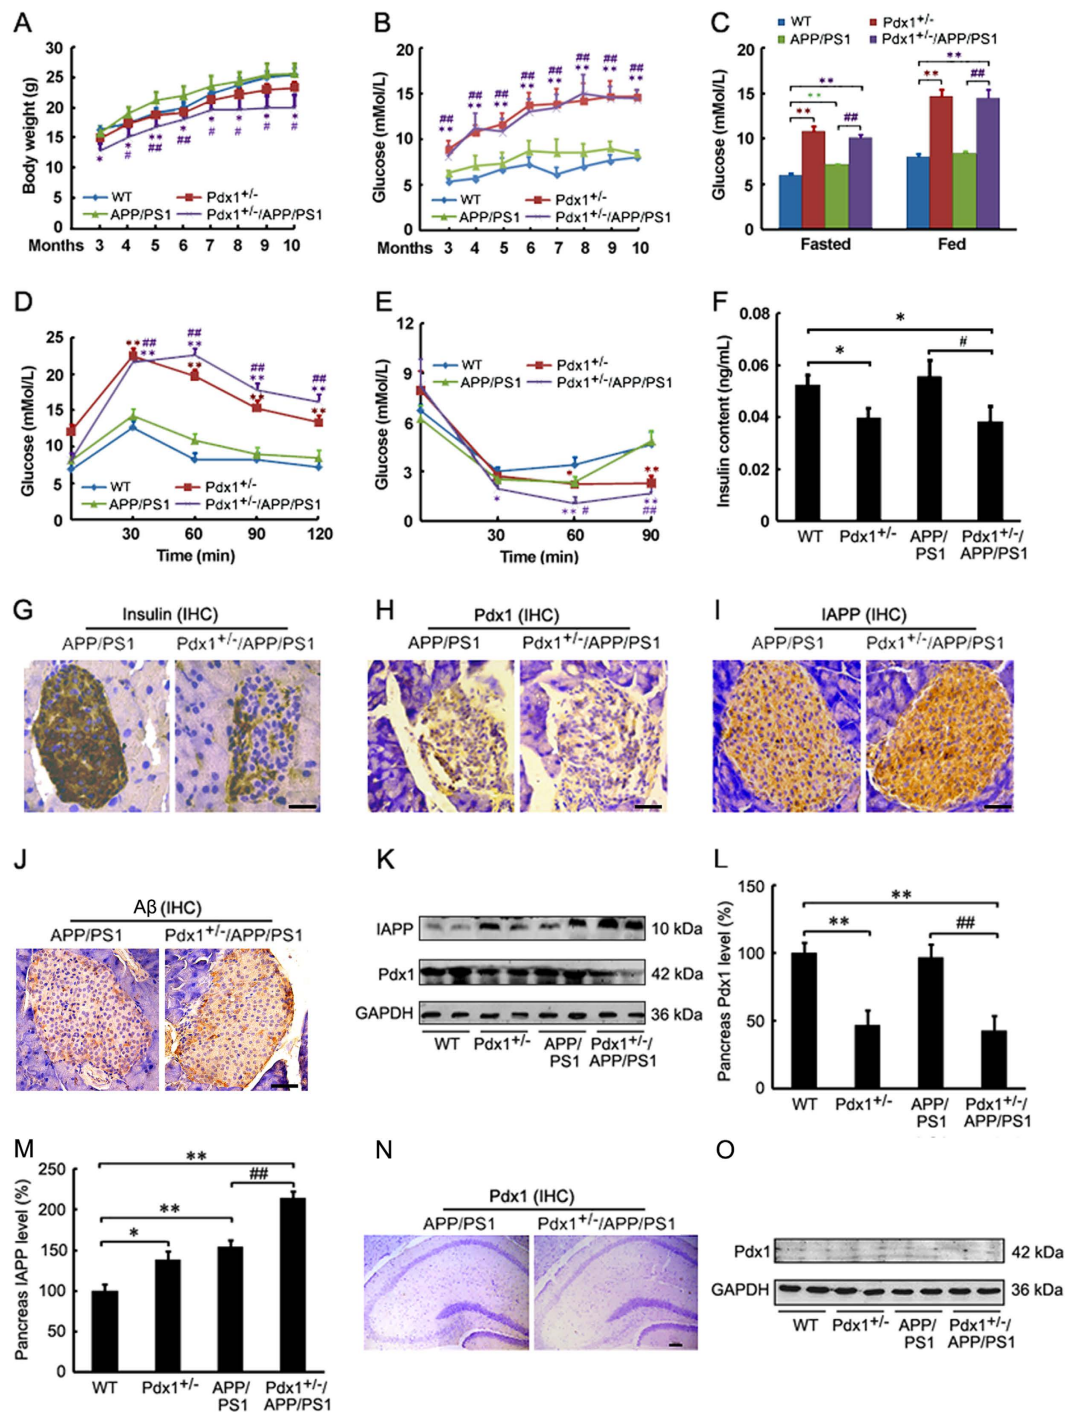 A
Body weight (g)
30
25
20
15
10
5
0
* * ** * * * * *
# ## ## # # # #
WT Pdx1+/-
APP/PS1 Pdx1+/-/APP/PS1
Months 3 4 5 6 7 8 9 10
B
Glucose (mMol/L)
20
15
10
5
0
## ## ## ## ## ## ## ##
** ** ** ** ** ** ** **
WT Pdx1+/-
APP/PS1 Pdx1+/-/APP/PS1
Months 3 4 5 6 7 8 9 10
C
WT Pdx1+/-
APP/PS1 Pdx1+/-/APP/PS1
Glucose (mMol/L)
20
15
10
5
0
** ** ** ##
** ** ##
Fasted Fed
D
Glucose (mMol/L)
25
20
15
10
5
0
** ## ** ## ** ** ## ** ** ## ** **
WT Pdx1+/-
APP/PS1 Pdx1+/-/APP/PS1
30 60 90 120
Time (min)
E
Glucose (mMol/L)
12
9
6
3
0
WT Pdx1+/-
APP/PS1 Pdx1+/-/APP/PS1
* **
* ** # ** ##
30 60 90
Time (min)
F
Insulin content (ng/mL)
0.08
0.06
0.04
0.02
0
*
* #
WT Pdx1+/- APP/ Pdx1+/-/
PS1 APP/PS1
G
Insulin (IHC)
APP/PS1 Pdx1+/-/APP/PS1
H
Pdx1 (IHC)
APP/PS1 Pdx1+/-/APP/PS1
I
IAPP (IHC)
APP/PS1 Pdx1+/-/APP/PS1
J
Aβ (IHC)
APP/PS1 Pdx1+/-/APP/PS1
K
IAPP 10 kDa
Pdx1 42 kDa
GAPDH 36 kDa
WT Pdx1+/- APP/ Pdx1+/-/
PS1 APP/PS1
L
Pancreas Pdx1 level (%)
150
100
50
0
**
** ##
WT Pdx1+/- APP/ Pdx1+/-/
PS1 APP/PS1
M
Pancreas IAPP level (%)
250
200
150
100
50
0
**
##
**
*
WT Pdx1+/- APP/ Pdx1+/-/
PS1 APP/PS1
N
Pdx1 (IHC)
APP/PS1 Pdx1+/-/APP/PS1
O
Pdx1 42 kDa
GAPDH 36 kDa
WT Pdx1+/- APP/ Pdx1+/-/
PS1 APP/PS1